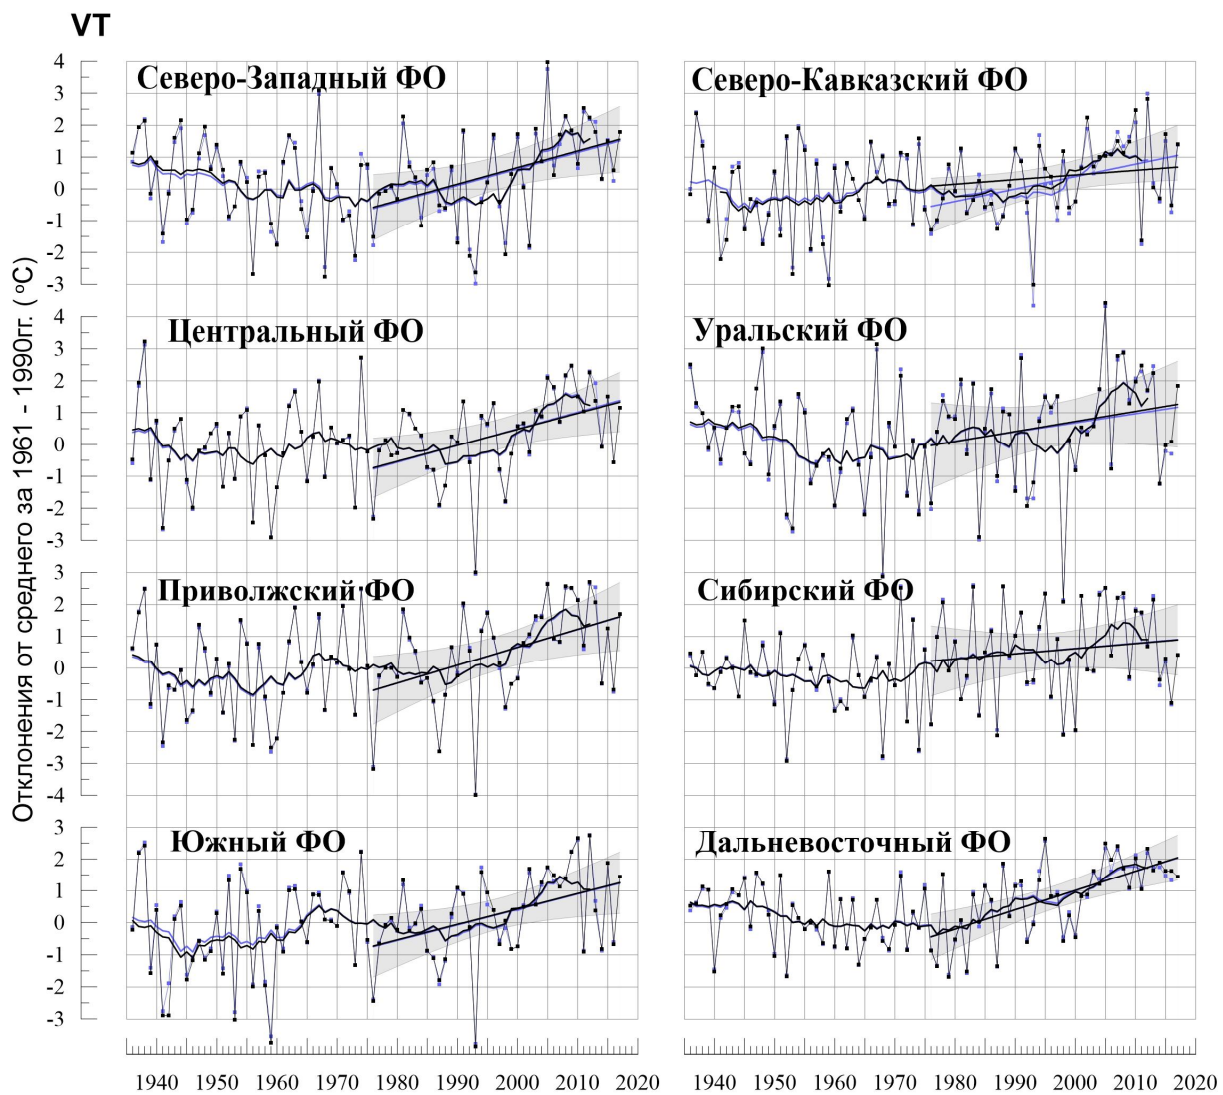 VT
Отклонения от среднего за 1961 - 1990гг. ( °C)
Северо-Западный ФО
Северо-Кавказский ФО
4
3
2
1
0
-1
-2
-3
Центральный ФО
Уральский ФО
4
3
2
1
0
-1
-2
-3
Приволжский ФО
Сибирский ФО
3
2
1
0
-1
-2
-3
-4
Южный ФО
Дальневосточный ФО
3
2
1
0
-1
-2
-3
1940 1950 1960 1970 1980 1990 2000 2010 2020
1940 1950 1960 1970 1980 1990 2000 2010 2020